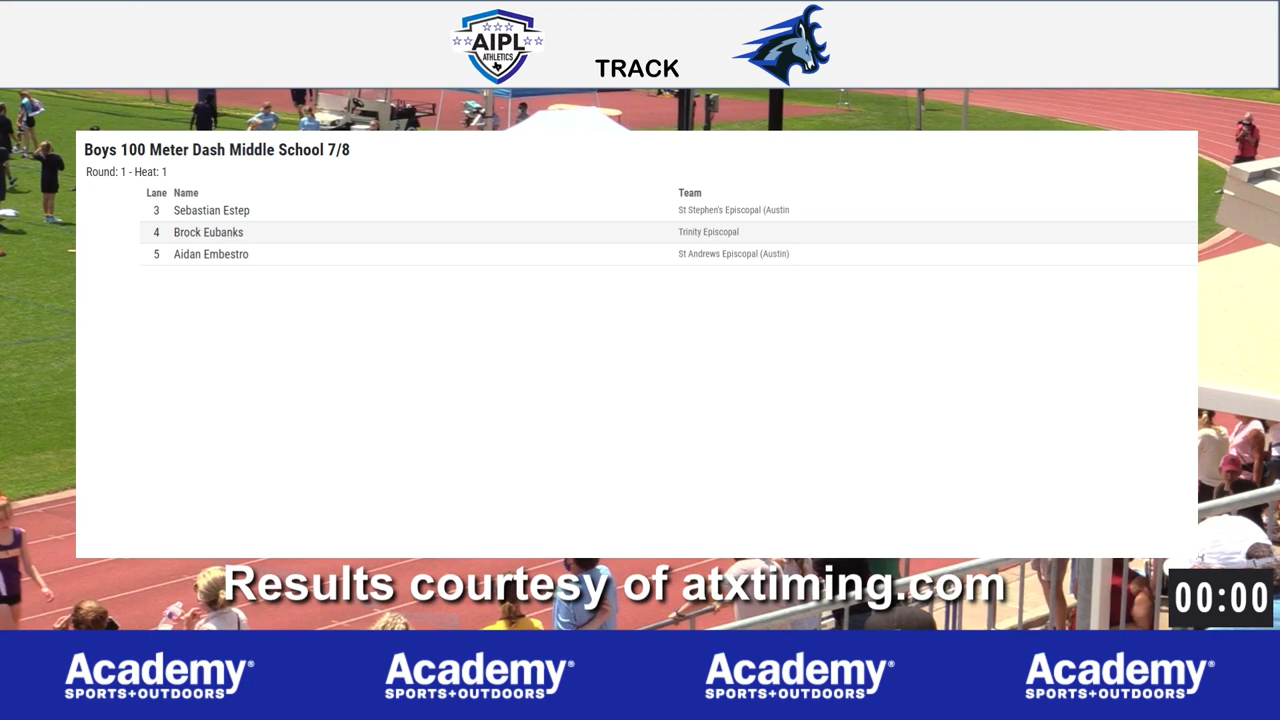 AIPL
ATHLETICS
TRACK
Boys 100 Meter Dash Middle School 7/8
Round: 1 - Heat: 1
Lane Name Team
3 Sebastian Estep St Stephen's Episcopal (Austin
4 Brock Eubanks Trinity Episcopal
5 Aidan Embestro St Andrews Episcopal (Austin)
Results courtesy of atxtiming.com
00:00
Academy® Academy® Academy® Academy®
SPORTS+OUTDOORS SPORTS+OUTDOORS SPORTS+OUTDOORS SPORTS+OUTDOORS